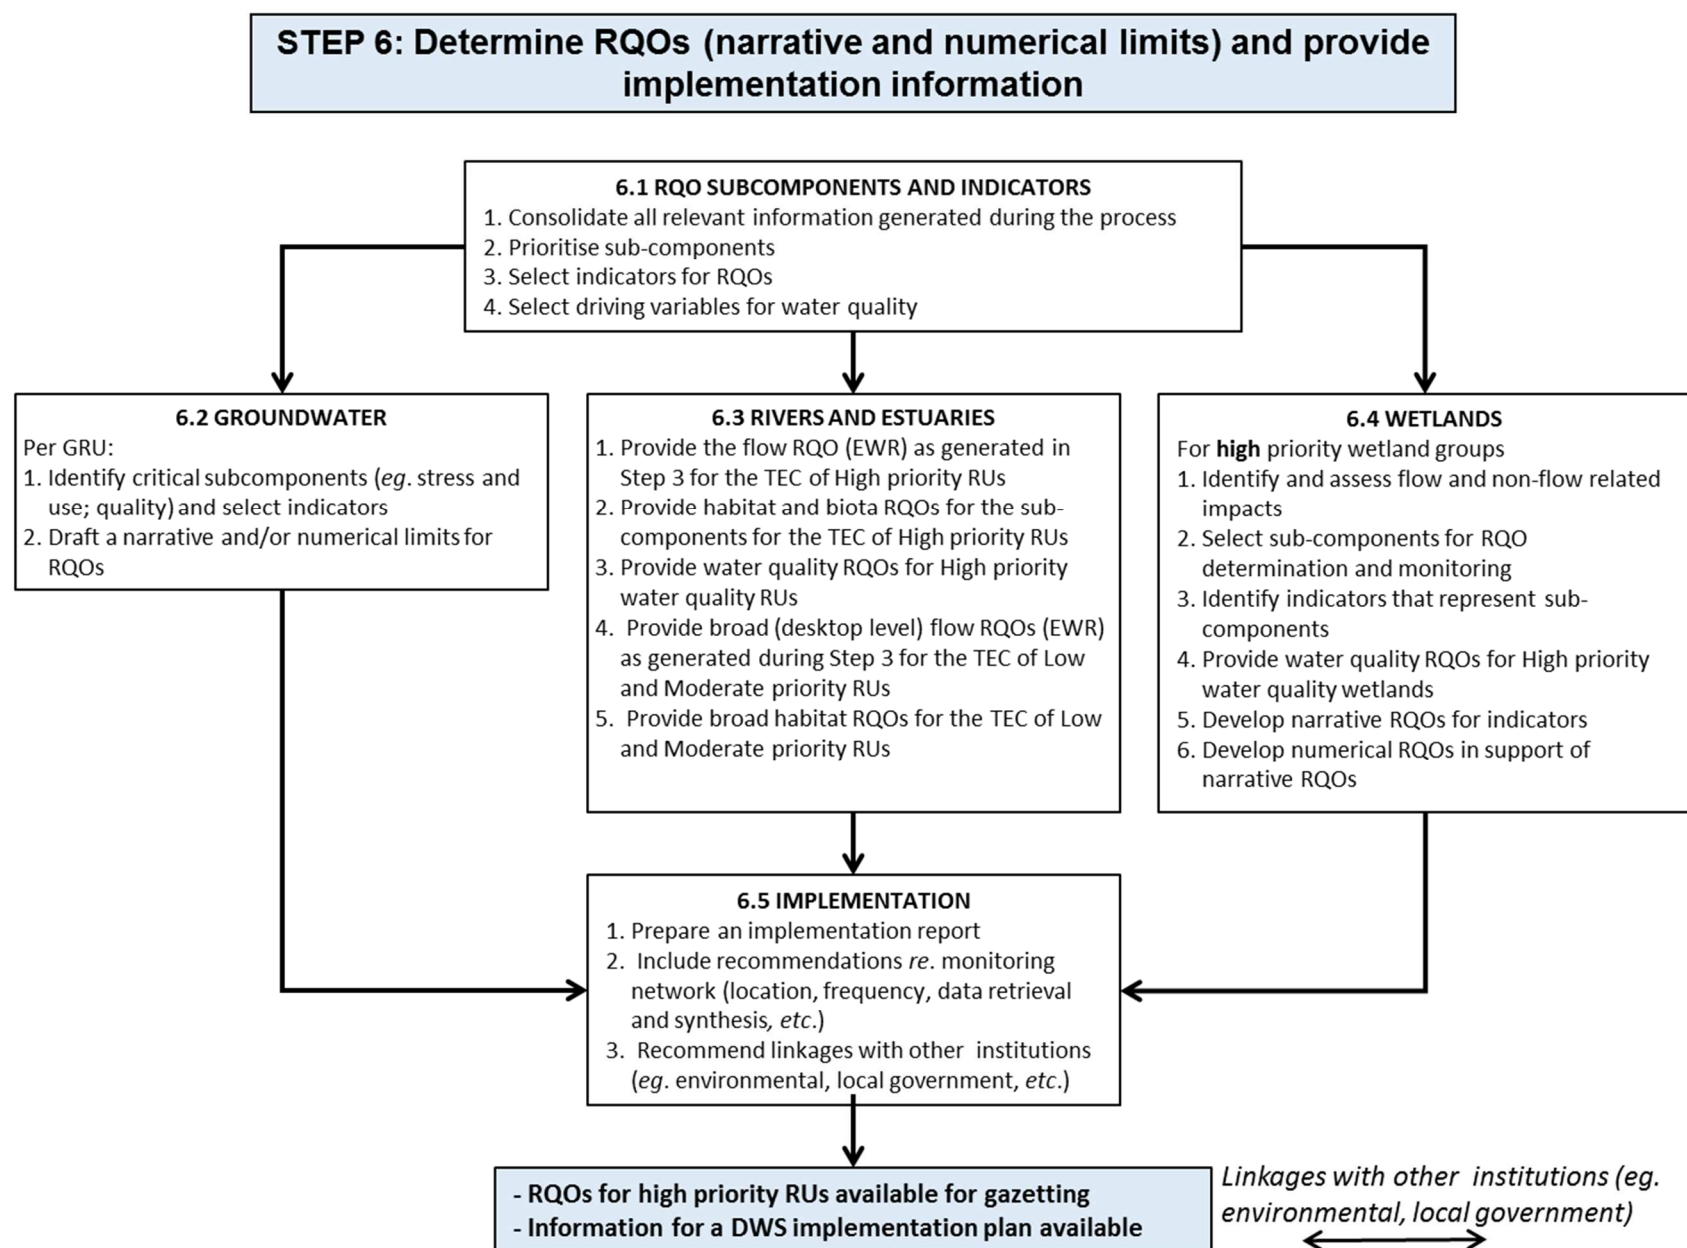 STEP 6: Determine RQOs (narrative and numerical limits) and provide
implementation information
6.1 RQO SUBCOMPONENTS AND INDICATORS
1. Consolidate all relevant information generated during the process
2. Prioritise sub-components
3. Select indicators for RQOs
4. Select driving variables for water quality
6.2 GROUNDWATER
Per GRU:
1. Identify critical subcomponents (eg. stress and
use; quality) and select indicators
2. Draft a narrative and/or numerical limits for
RQOs
6.3 RIVERS AND ESTUARIES
1. Provide the flow RQO (EWR) as generated in
Step 3 for the TEC of High priority RUs
2. Provide habitat and biota RQOs for the sub-
components for the TEC of High priority RUs
3. Provide water quality RQOs for High priority
water quality RUs
4. Provide broad (desktop level) flow RQOs (EWR)
as generated during Step 3 for the TEC of Low
and Moderate priority RUs
5. Provide broad habitat RQOs for the TEC of Low
and Moderate priority RUs
6.4 WETLANDS
For high priority wetland groups
1. Identify and assess flow and non-flow related
impacts
2. Select sub-components for RQO
determination and monitoring
3. Identify indicators that represent sub-
components
4. Provide water quality RQOs for High priority
water quality wetlands
5. Develop narrative RQOs for indicators
6. Develop numerical RQOs in support of
narrative RQOs
6.5 IMPLEMENTATION
1. Prepare an implementation report
2. Include recommendations re. monitoring
network (location, frequency, data retrieval
and synthesis, etc.)
3. Recommend linkages with other institutions
(eg. environmental, local government, etc.)
- RQOs for high priority RUs available for gazetting
- Information for a DWS implementation plan available
Linkages with other institutions (eg.
environmental, local government)